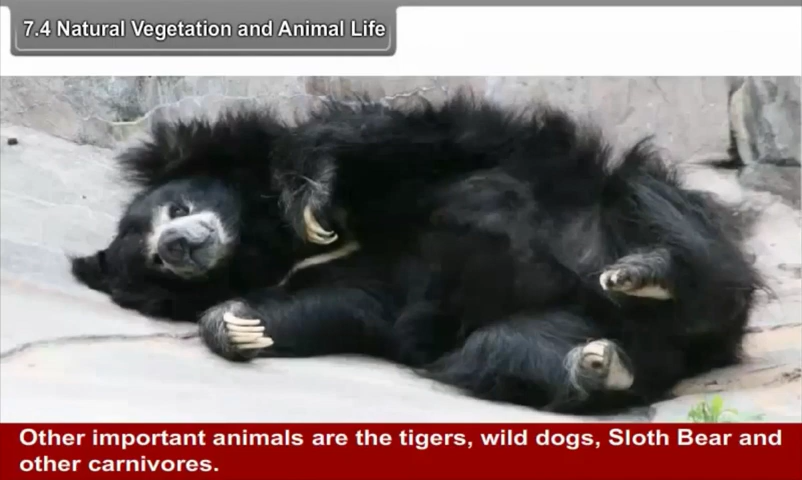 7.4 Natural Vegetation and Animal Life
Other important animals are the tigers, wild dogs, Sloth Bear and
other carnivores.